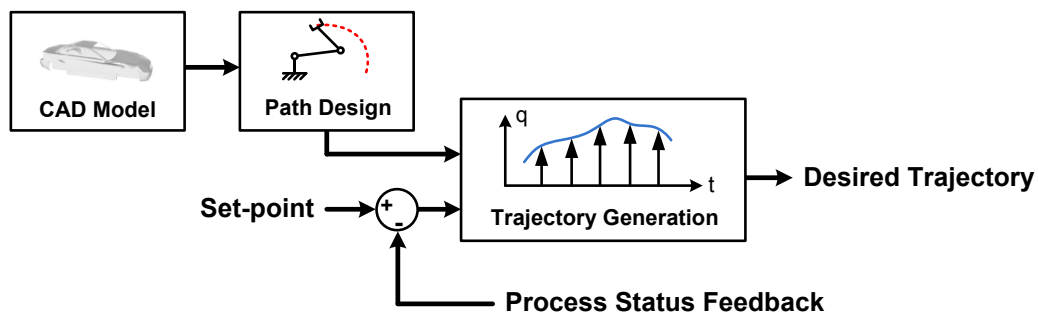 CAD Model
Path Design
q
t
Trajectory Generation
Desired Trajectory
Set-point
+
-
Process Status Feedback